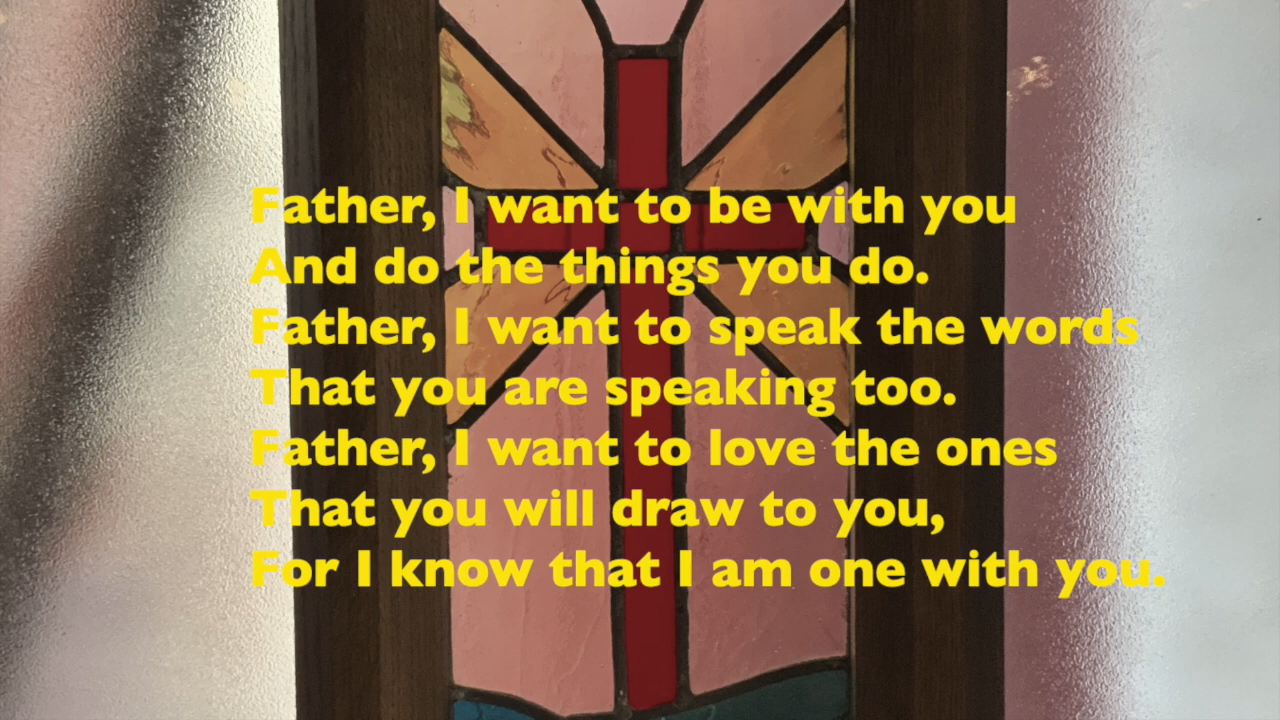 Father, I want to be with you
And do the things you do.
Father, I want to speak the words
That you are speaking too.
Father, I want to love the ones
That you will draw to you,
For I know that I am one with you.